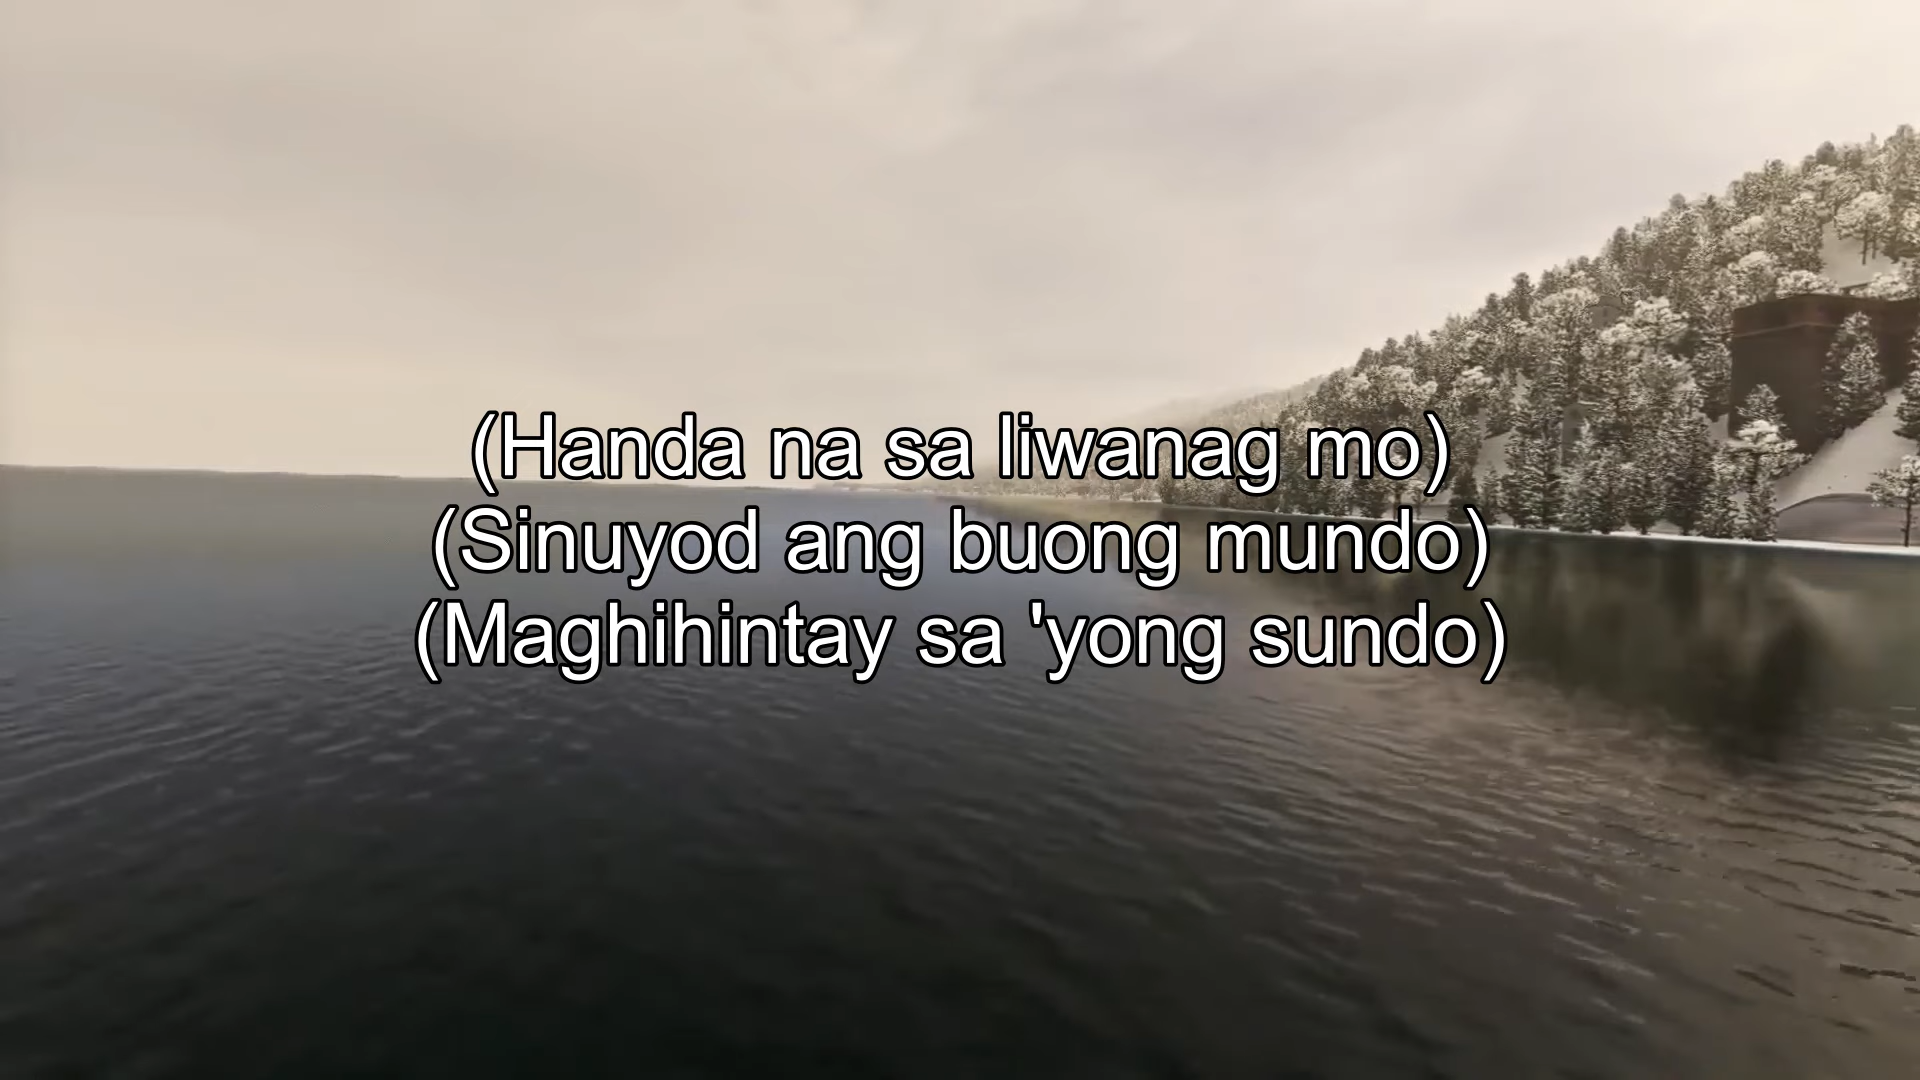 (Handa na sa liwanag mo)
(Sinuyod ang buong mundo)
(Maghihintay sa 'yong sundo)